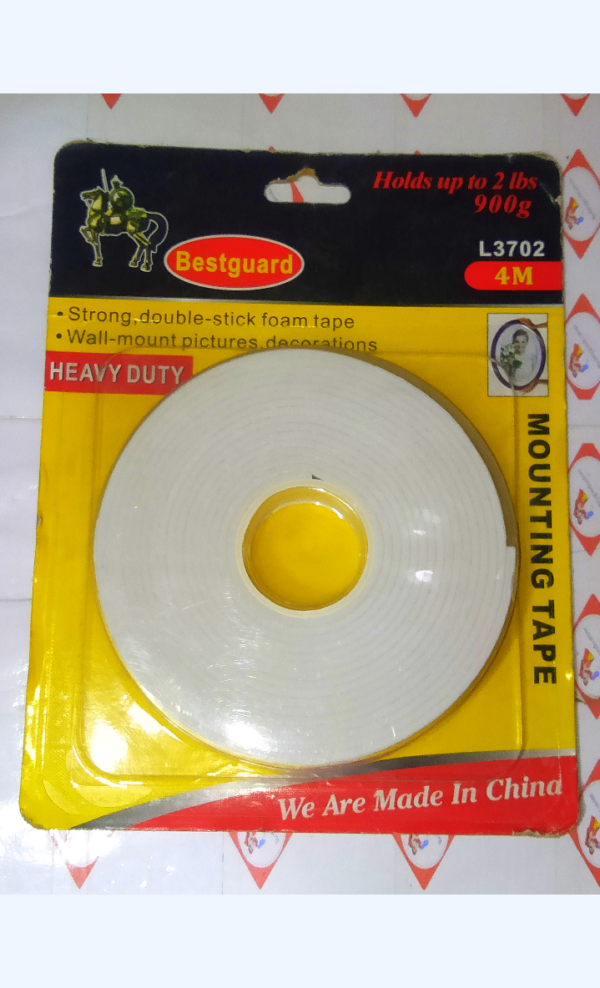 Holds up to 2 lbs
900g
L3702
4M
Bestguard
• Strong,double-stick foam tape
• Wall-mount pictures,decorations
HEAVY DUTY
MOUNTING TAPE
We Are Made In China